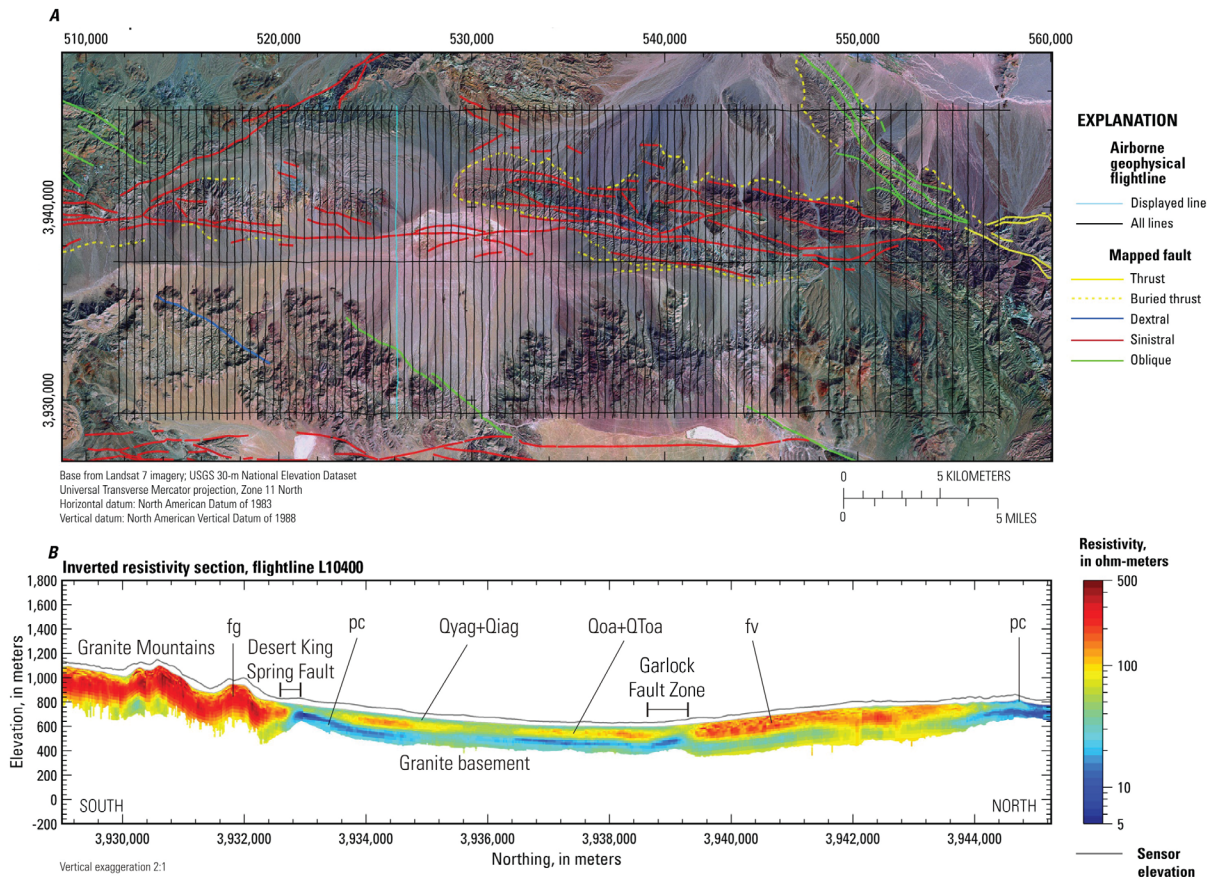 A
510,000
520,000
530,000
540,000
550,000
560,000
3,940,000
3,930,000
EXPLANATION
Airborne
geophysical
flightline
Displayed line
All lines
Mapped fault
Thrust
Buried thrust
Dextral
Sinistral
Oblique
Base from Landsat 7 imagery; USGS 30-m National Elevation Dataset
Universal Transverse Mercator projection, Zone 11 North
Horizontal datum: North American Datum of 1983
Vertical datum: North American Vertical Datum of 1988
0
5 KILOMETERS
0
5 MILES
B
Inverted resistivity section, flightline L10400
Elevation, in meters
1,800
1,600
1,400
1,200
1,000
800
600
400
200
0
-200
Granite Mountains
fg
Desert King
Spring Fault
pc
Qyag+Qiag
Qoa+QToa
Garlock
Fault Zone
fv
pc
Granite basement
SOUTH
NORTH
3,930,000
3,932,000
3,934,000
3,936,000
3,938,000
3,940,000
3,942,000
3,944,000
Northing, in meters
Vertical exaggeration 2:1
Resistivity,
in ohm-meters
500
100
10
5
Sensor
elevation